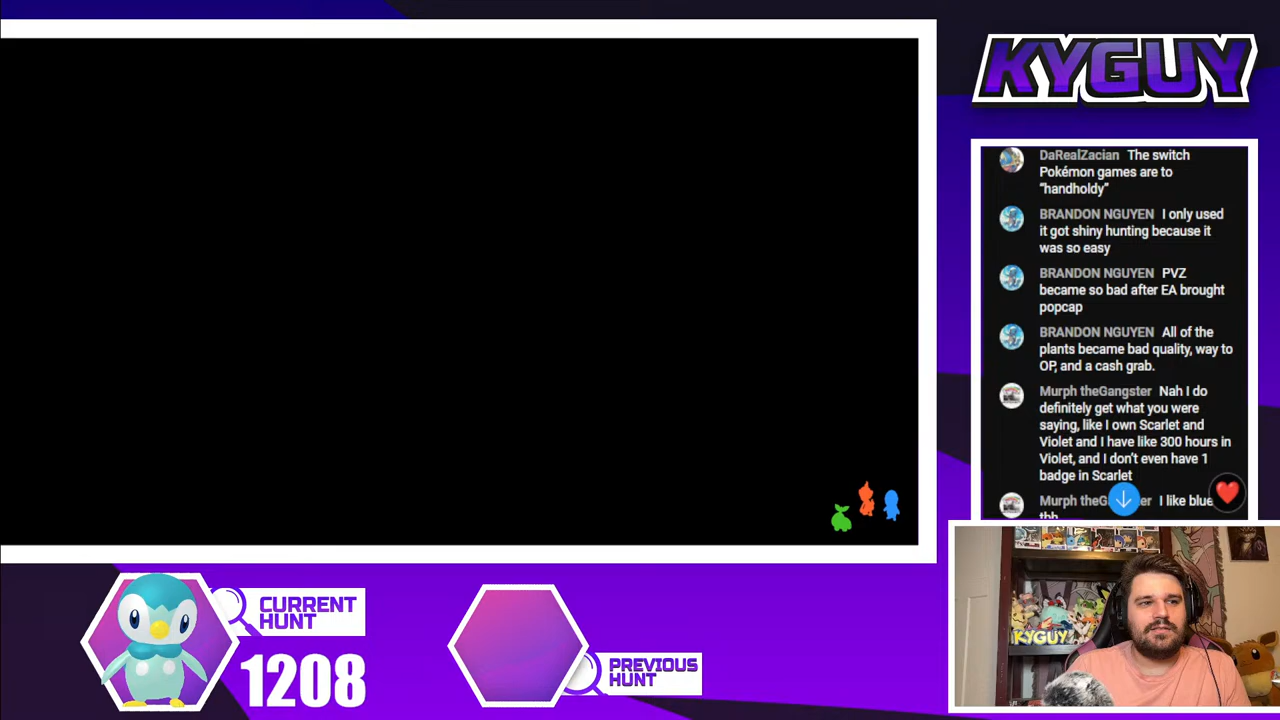 KYGUY
DaRealZacian The switch
Pokémon games are to
“handholdy”
BRANDON NGUYEN I only used
it got shiny hunting because it
was so easy
BRANDON NGUYEN PVZ
became so bad after EA brought
popcap
BRANDON NGUYEN All of the
plants became bad quality, way to
OP, and a cash grab.
Murph theGangster Nah I do
definitely get what you were
saying, like I own Scarlet and
Violet and I have like 300 hours in
Violet, and I don't even have 1
badge in Scarlet
Murph theG er I like blue
tbh
CURRENT
HUNT
1208
PREVIOUS
HUNT
KYGUY